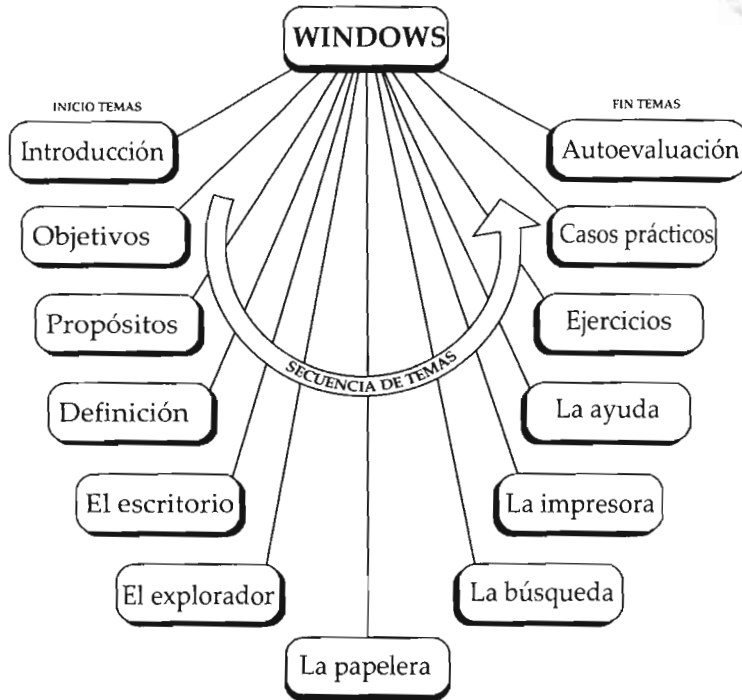 WINDOWS
INICIO TEMAS
Introducción
Objetivos
Propósitos
Definición
El escritorio
El explorador
La papelera
La búsqueda
La impresora
La ayuda
Ejercicios
Casos prácticos
Autoevaluación
FIN TEMAS
SECUENCIA DE TEMAS